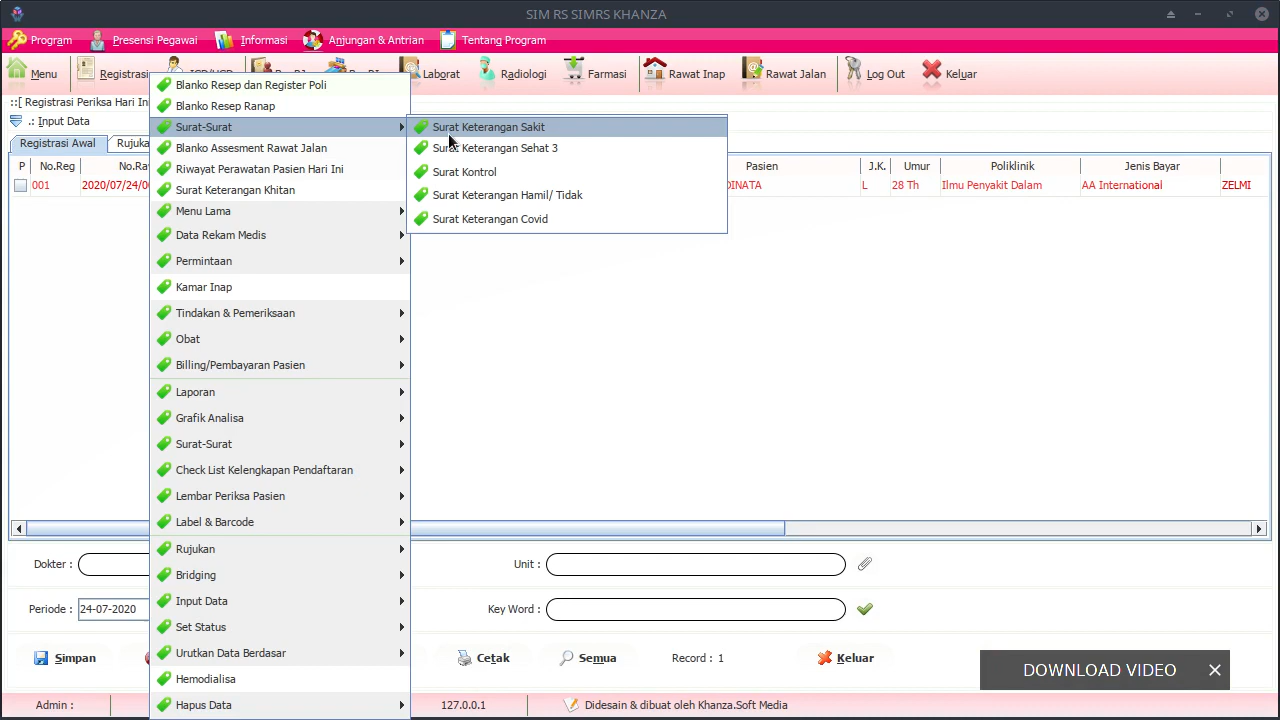 SIM RS SIMRS KHANZA
Program Presensi Pegawai Informasi Anjungan & Antrian Tentang Program
Menu Registrasi Laborat Radiologi Farmasi Rawat Inap Rawat Jalan Log Out Keluar
::[ Registrasi Periksa Hari Ini
.: Input Data
Registrasi Awal Rujuka
P No.Reg No.Ra Pasien J.K. Umur Poliklinik Jenis Bayar
001 2020/07/24/0 DINATA L 28 Th Ilmu Penyakit Dalam AA International ZELMI
Blanko Resep dan Register Poli
Blanko Resep Ranap
Surat-Surat
Blanko Assesment Rawat Jalan
Riwayat Perawatan Pasien Hari Ini
Surat Keterangan Khitan
Menu Lama
Data Rekam Medis
Permintaan
Kamar Inap
Tindakan & Pemeriksaan
Obat
Billing/Pembayaran Pasien
Laporan
Grafik Analisa
Surat-Surat
Check List Kelengkapan Pendaftaran
Lembar Periksa Pasien
Label & Barcode
Rujukan
Bridging
Input Data
Set Status
Urutkan Data Berdasar
Hemodialisa
Hapus Data
Surat Keterangan Sakit
Surat Keterangan Sehat 3
Surat Kontrol
Surat Keterangan Hamil/ Tidak
Surat Keterangan Covid
Dokter : Unit :
Periode : 24-07-2020 Key Word :
Simpan Cetak Semua Record : 1 Keluar
DOWNLOAD VIDEO
Admin : 127.0.0.1 Didesain & dibuat oleh Khanza.Soft Media